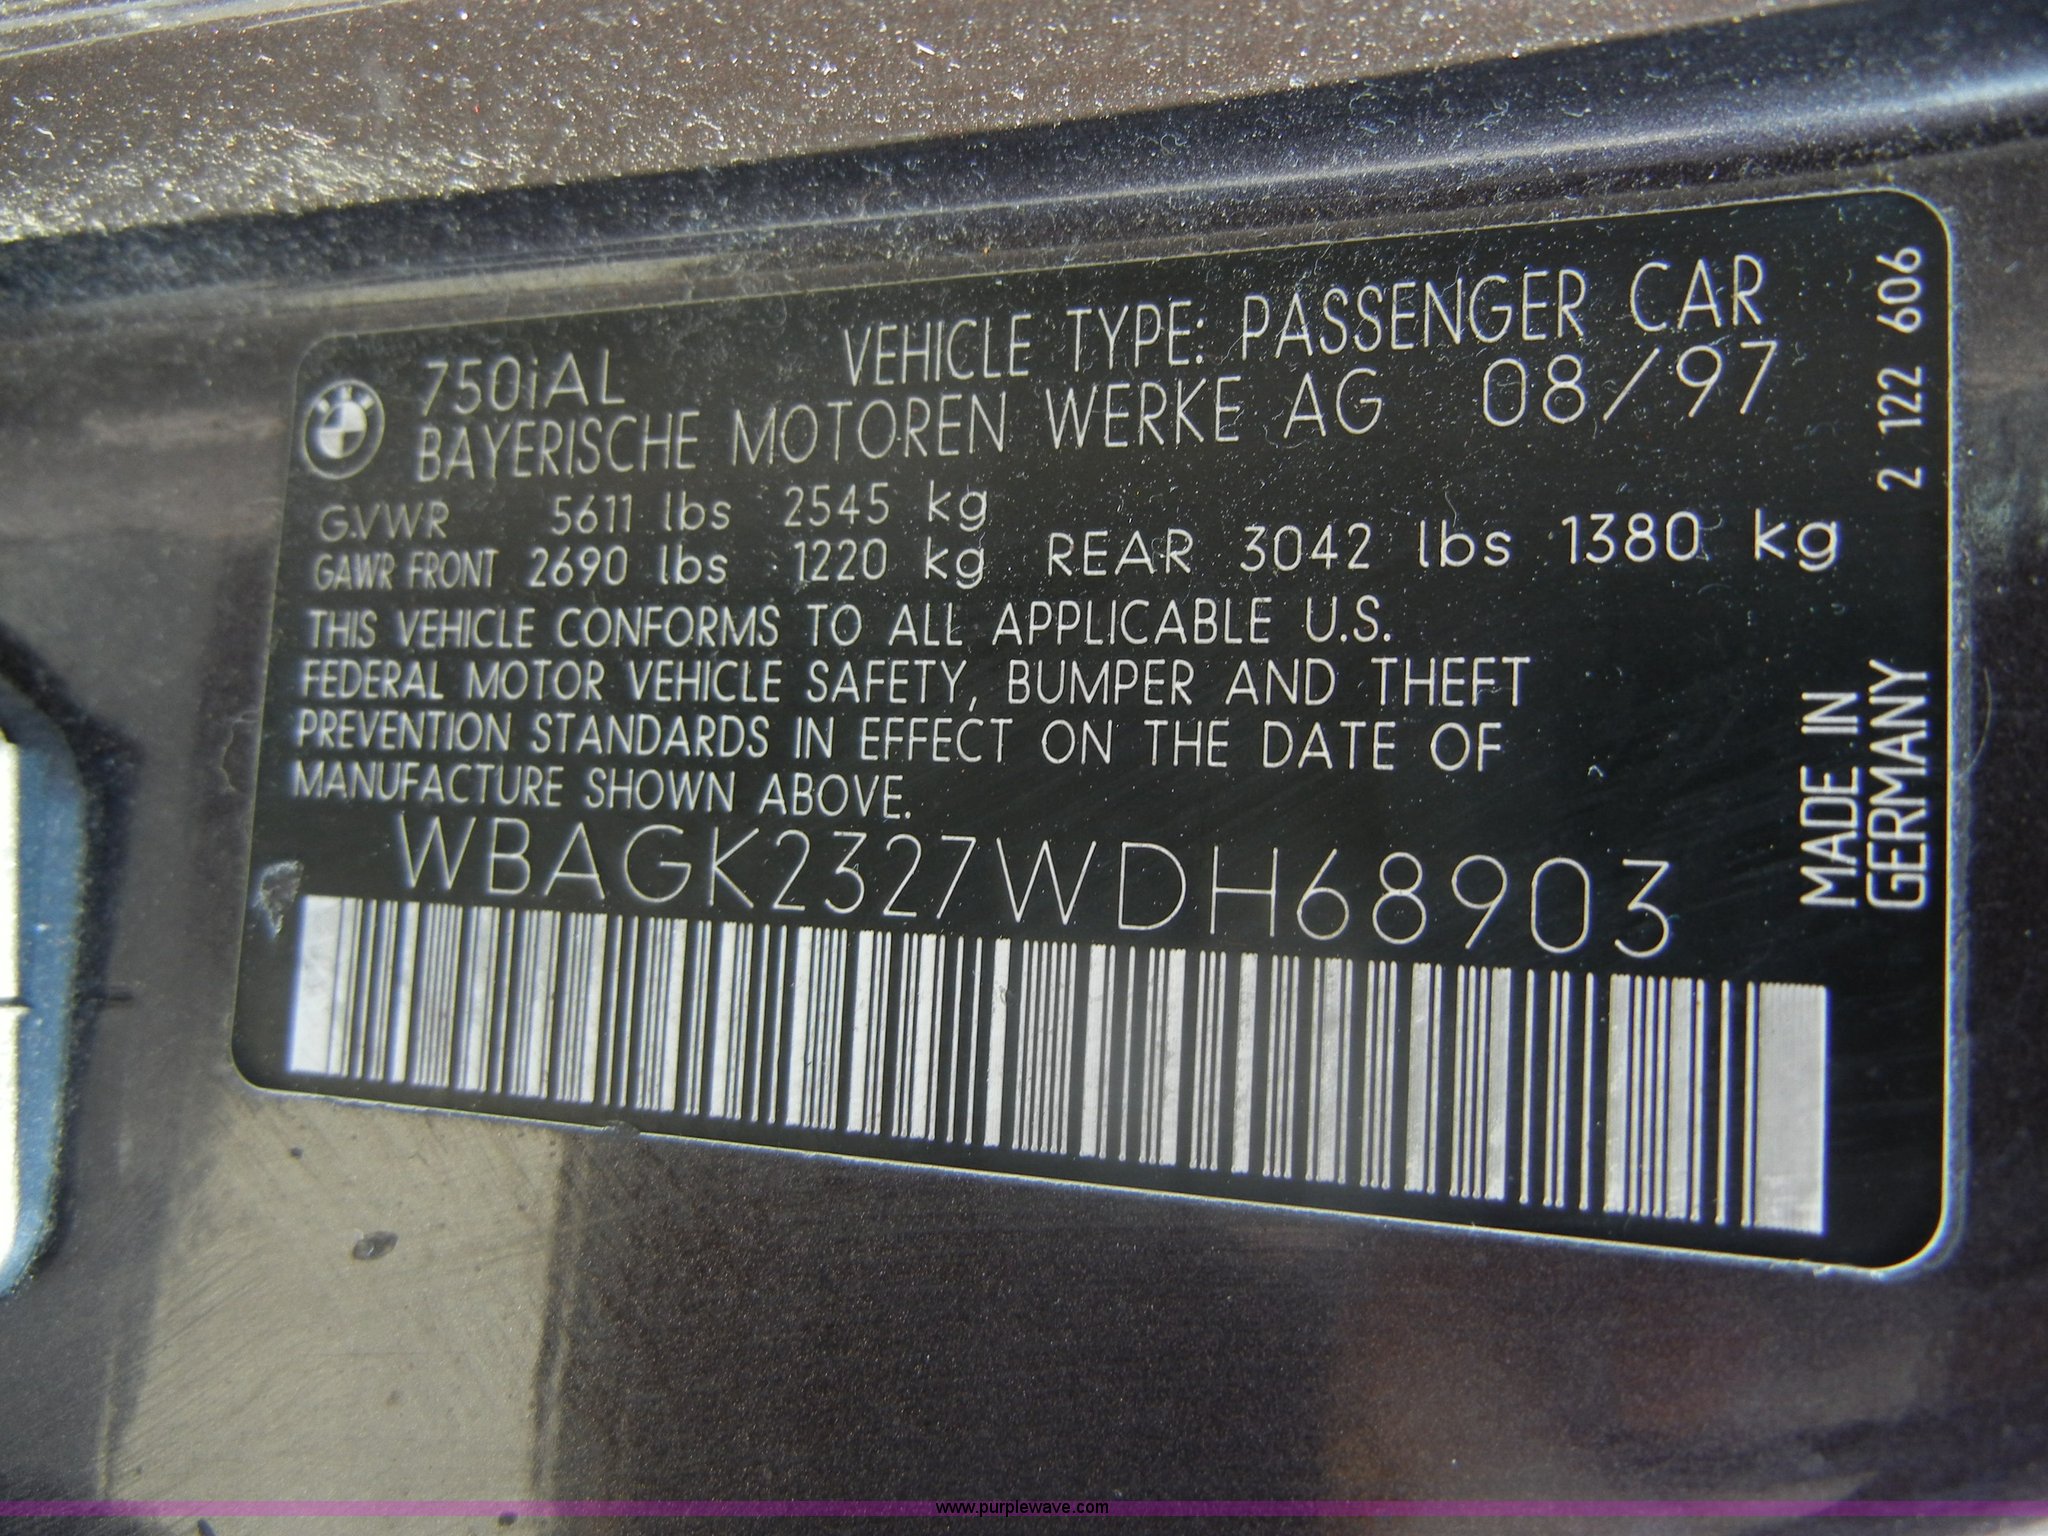 750iAL VEHICLE TYPE: PASSENGER CAR
BAYERISCHE MOTOREN WERKE AG 08/97
G.VWR 5611 lbs 2545 kg
GAWR FRONT 2690 lbs 1220 kg REAR 3042 lbs 1380 kg
THIS VEHICLE CONFORMS TO ALL APPLICABLE U.S.
FEDERAL MOTOR VEHICLE SAFETY, BUMPER AND THEFT
PREVENTION STANDARDS IN EFFECT ON THE DATE OF
MANUFACTURE SHOWN ABOVE.
WBAGK2327WDH68903
2 122 606
MADE IN
GERMANY
www.purplewave.com